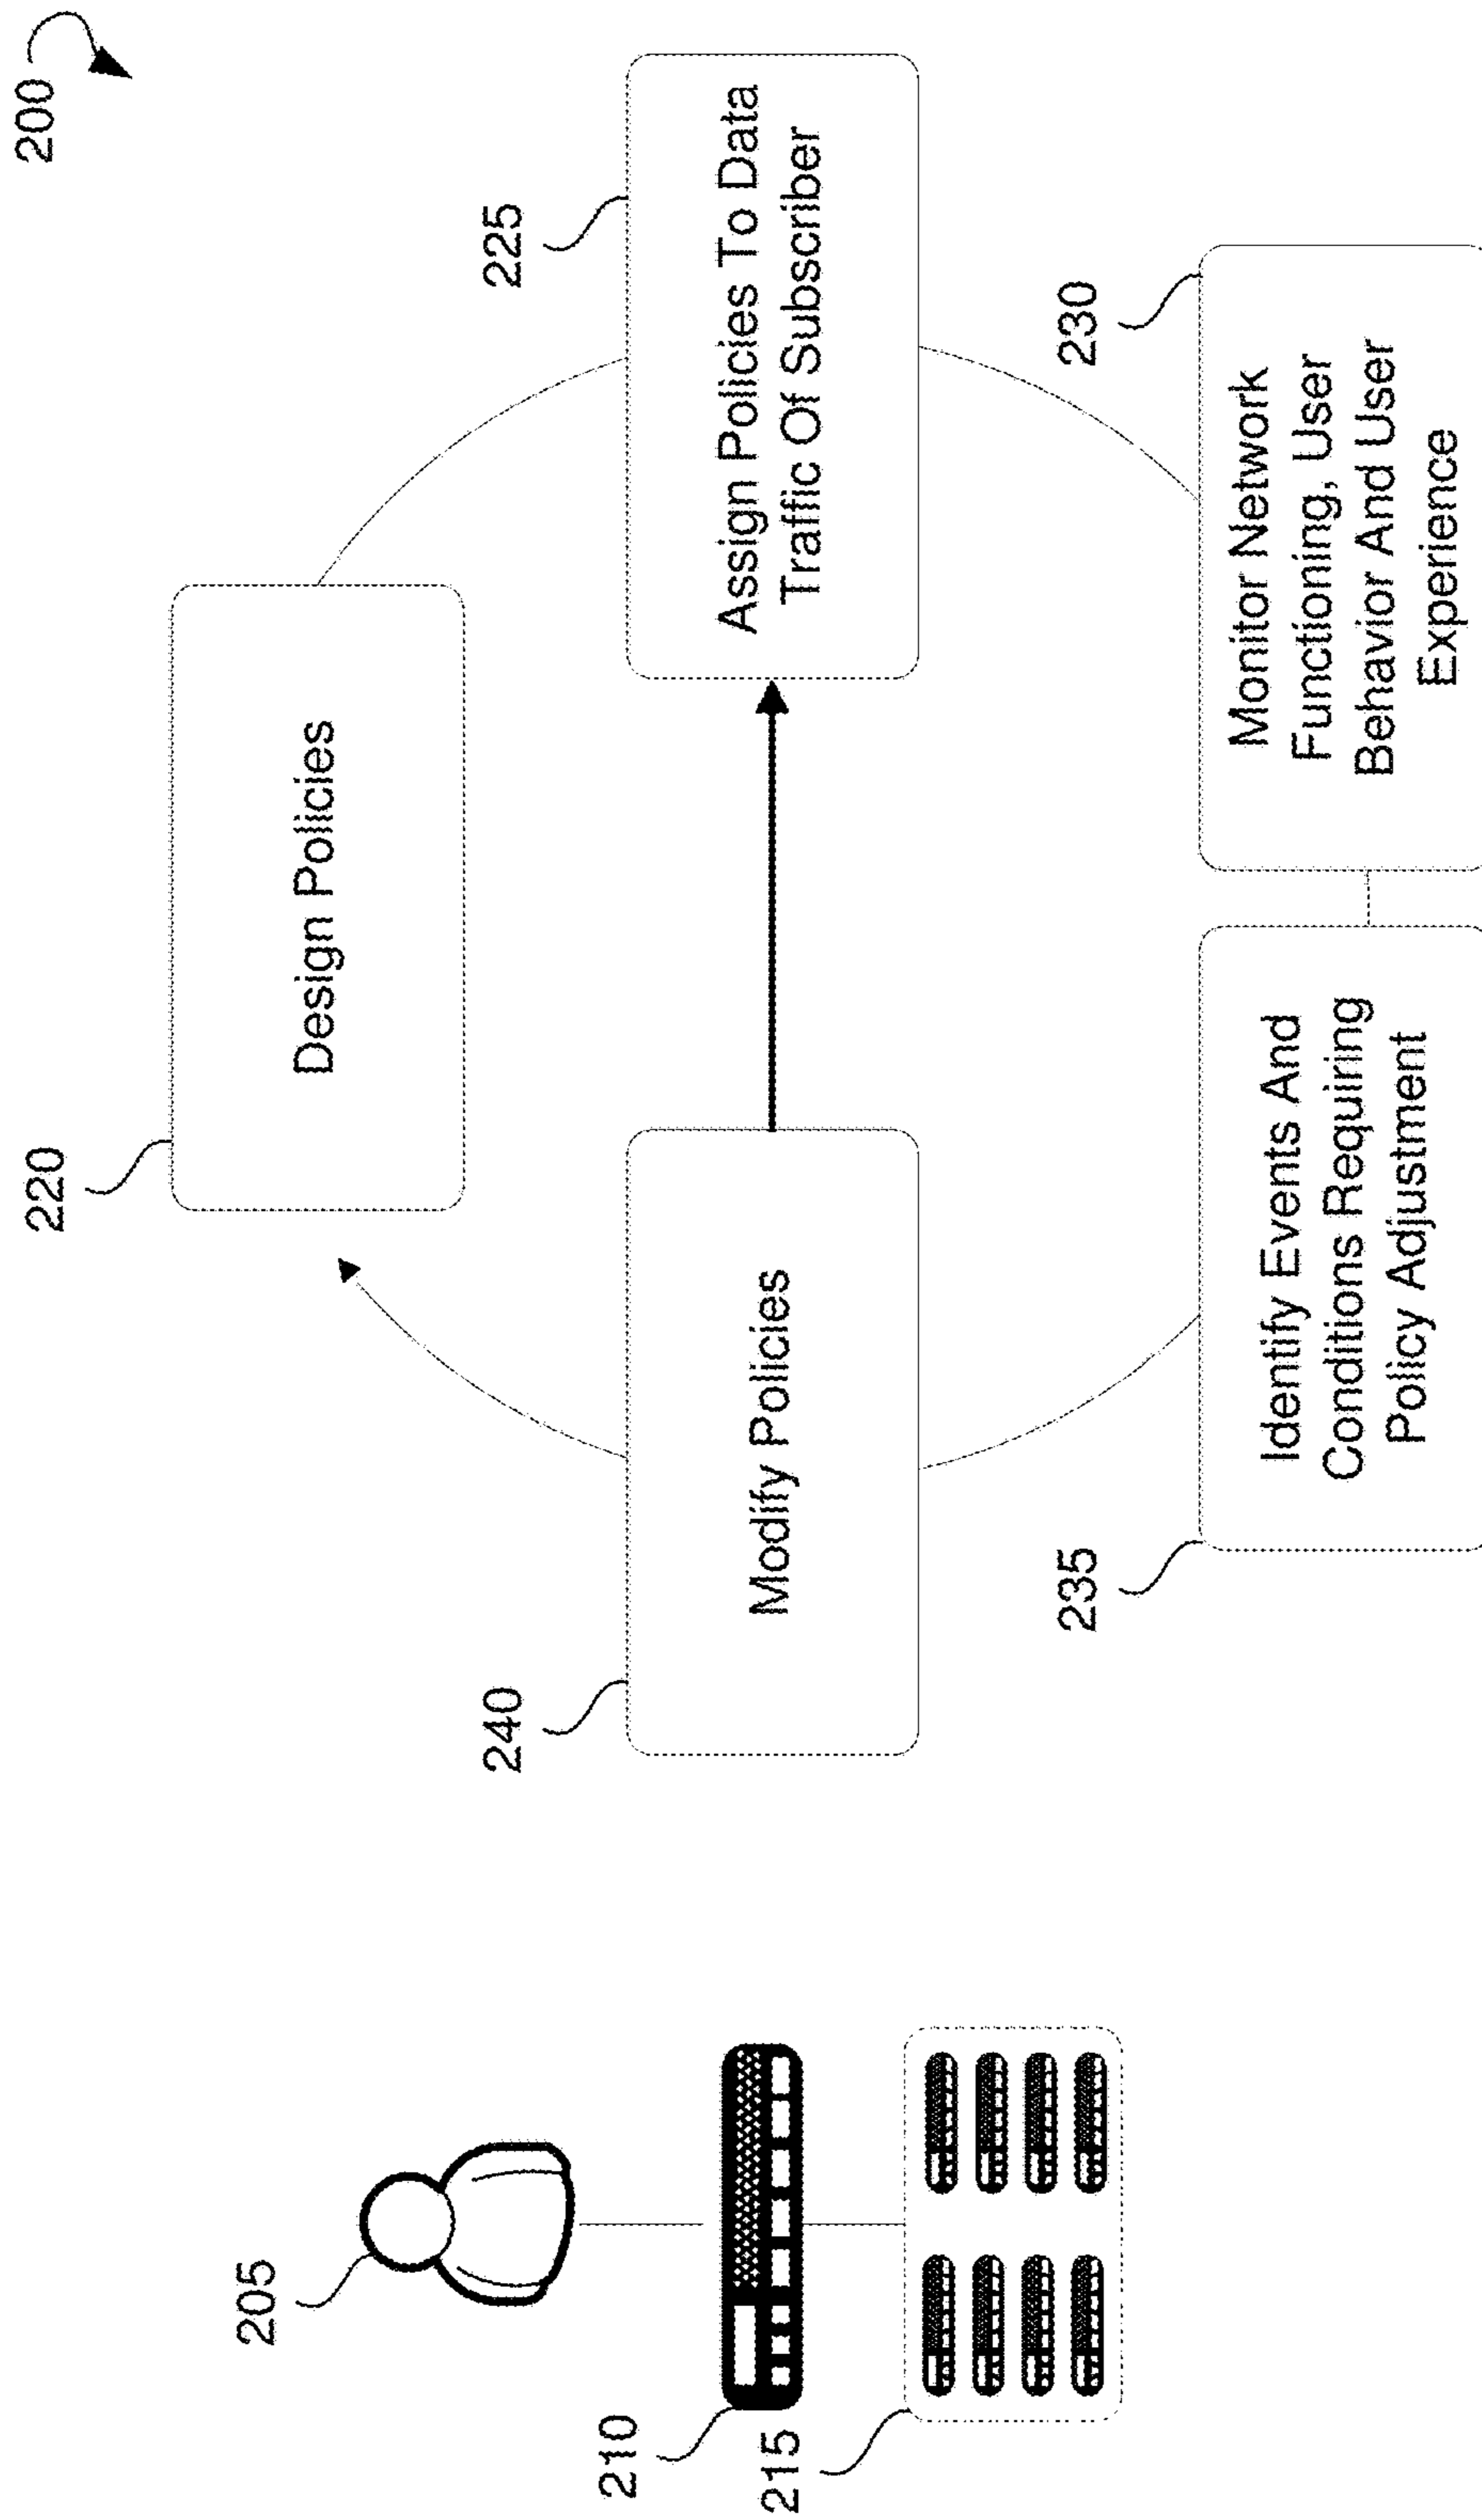 200
220
Design Policies
240
Modify Policies
225
Assign Policies To Data
Traffic Of Subscriber
235
Identify Events And
Conditions Requiring
Policy Adjustment
230
Monitor Network
Functioning, User
Behavior And User
Experience
205
210
215